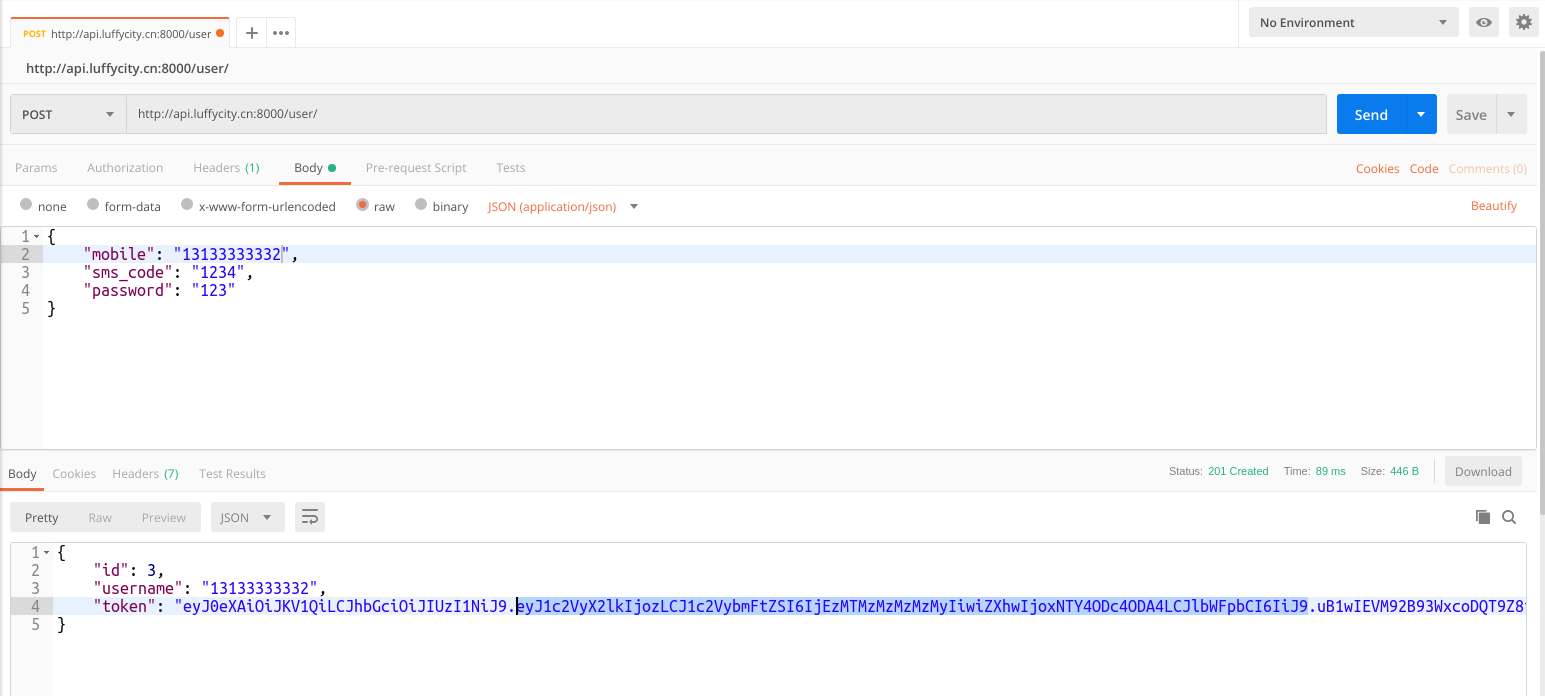 POST http://api.luffycity.cn:8000/user
No Environment
http://api.luffycity.cn:8000/user/
POST http://api.luffycity.cn:8000/user/ Send Save
Params Authorization Headers (1) Body Pre-request Script Tests Cookies Code Comments (0)
none form-data x-www-form-urlencoded raw binary JSON (application/json) Beautify
1 {
2 "mobile": "13133333332",
3 "sms_code": "1234",
4 "password": "123"
5 }
Body Cookies Headers (7) Test Results Status: 201 Created Time: 89 ms Size: 446 B Download
Pretty Raw Preview JSON
1 {
2 "id": 3,
3 "username": "13133333332",
4 "token": "eyJ0eXAiOiJKV1QiLCJhbGciOiJIUzI1NiJ9.eyJ1c2VyX2lkIjozLCJ1c2VybmFtZSI6IjEzMTMzMzMzMzMyIiwiZXhwIjoxNTY4ODc4ODA4LCJlbWFpbCI6IiJ9.uB1wIEVM92B93WxcoDQT9Z8
5 }